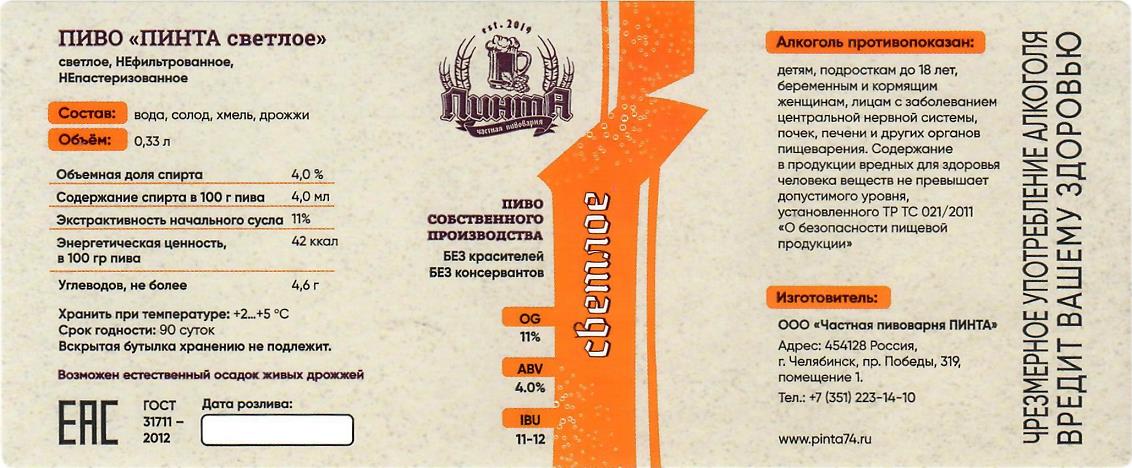 ПИВО «ПИНТА светлое»
светлое, НЕфильтрованное,
НЕпастеризованное
Состав: вода, солод, хмель, дрожжи
Объём: 0,33 л
Объемная доля спирта 4,0 %
Содержание спирта в 100 г пива 4,0 мл
Экстрактивность начального сусла 11%
Энергетическая ценность, 42 ккал
в 100 гр пива
Углеводов, не более 4,6 г
Хранить при температуре: +2...+5 °С
Срок годности: 90 суток
Вскрытая бутылка хранению не подлежит.
Возможен естественный осадок живых дрожжей
ЕАС
ГОСТ
31711 –
2012
Дата розлива:
est. 2014
ПИНТА
частная пивоварня
ПИВО
СОБСТВЕННОГО
ПРОИЗВОДСТВА
БЕЗ красителей
БЕЗ консервантов
OG
11%
ABV
4.0%
IBU
11-12
светлое
Алкоголь противопоказан:
детям, подросткам до 18 лет,
беременным и кормящим
женщинам, лицам с заболеванием
центральной нервной системы,
почек, печени и других органов
пищеварения. Содержание
в продукции вредных для здоровья
человека веществ не превышает
допустимого уровня,
установленного ТР ТС 021/2011
«О безопасности пищевой
продукции»
Изготовитель:
ООО «Частная пивоварня ПИНТА»
Адрес: 454128 Россия,
г. Челябинск, пр. Победы, 319,
помещение 1.
Тел.: +7 (351) 223-14-10
www.pinta74.ru
ЧРЕЗМЕРНОЕ УПОТРЕБЛЕНИЕ АЛКОГОЛЯ
ВРЕДИТ ВАШЕМУ ЗДОРОВЬЮ